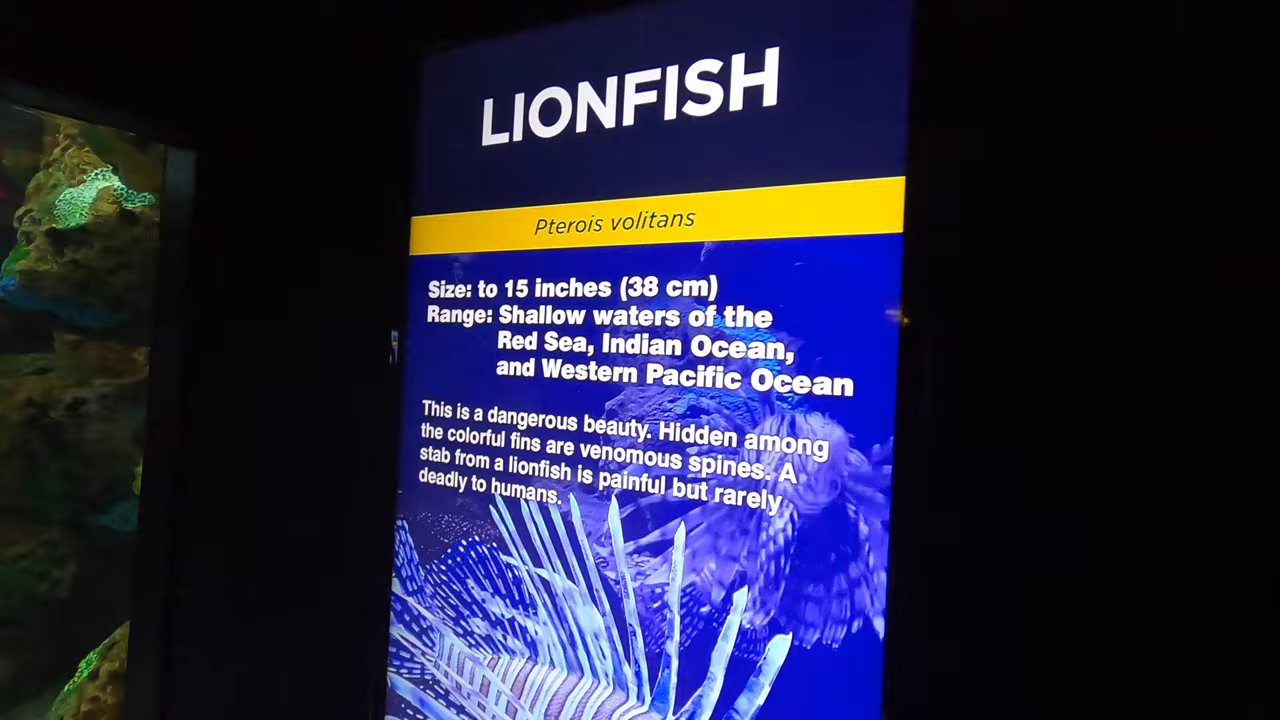 LIONFISH
Pterois volitans
Size: to 15 inches (38 cm)
Range: Shallow waters of the
Red Sea, Indian Ocean,
and Western Pacific Ocean
This is a dangerous beauty. Hidden among
the colorful fins are venomous spines. A
stab from a lionfish is painful but rarely
deadly to humans.